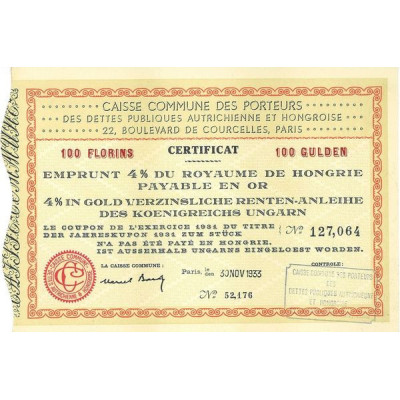 CAISSE COMMUNE DES PORTEURS
DES DETTES PUBLIQUES AUTRICHIENNE ET HONGROISE
22, BOULEVARD DE COURCELLES, PARIS
100 FLORINS CERTIFICAT 100 GULDEN
EMPRUNT 4% DU ROYAUME DE HONGRIE
PAYABLE EN OR
4% IN GOLD VERZINSLICHE RENTEN-ANLEIHE
DES KOENIGREICHS UNGARN
LE COUPON DE L'EXERCICE 1931 DU TITRE
DER JAHRESKUPON 1931 ZUM STÜCK
No 127,064
N'A PAS ÉTÉ PAYÉ EN HONGRIE.
IST AUSSERMALB UNGARNS EINGELOEST WORDEN.
LA CAISSE COMMUNE :
Paris, le 30 NOV 1933
CONTROLE :
No 52,176
CAISSE COMMUNE DES PORTEURS
DES
DETTES PUBLIQUES AUTRICHIENNE
ET HONGROISE